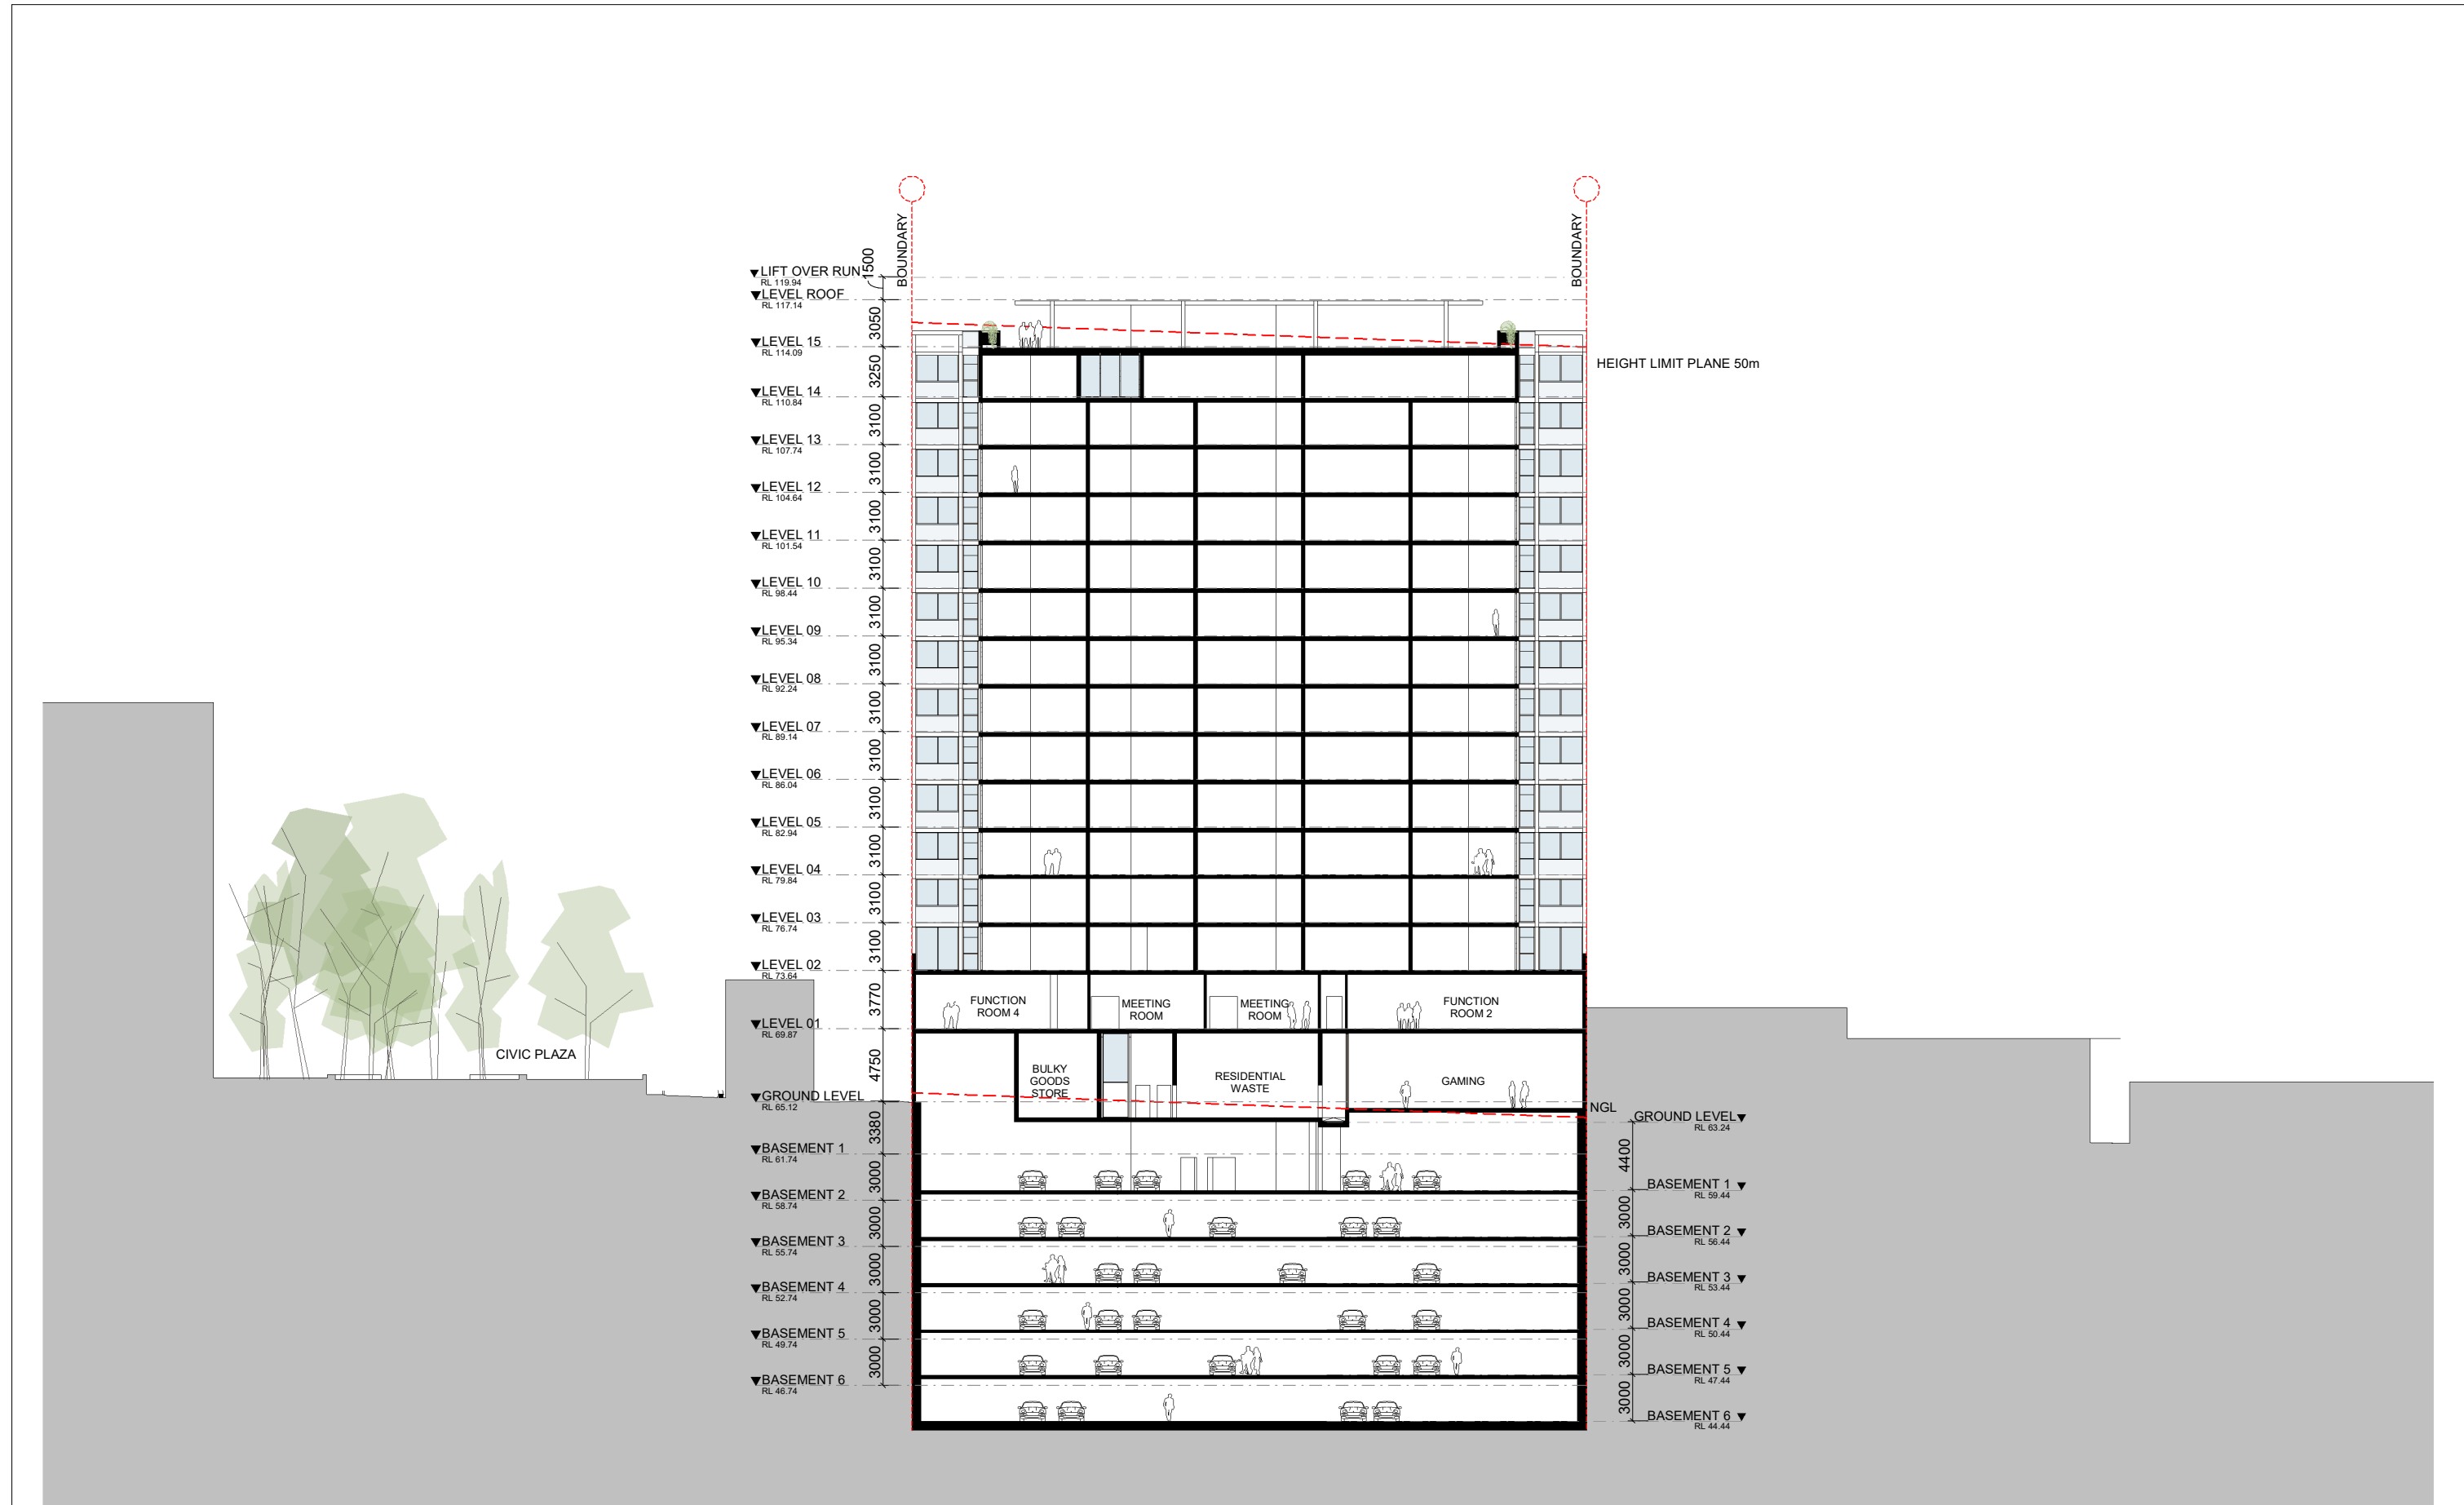 BOUNDARY
BOUNDARY
LIFT OVER RUN
RL 119.94
1500
LEVEL ROOF
RL 117.14
3050
LEVEL 15
RL 114.09
HEIGHT LIMIT PLANE 50m
3250
LEVEL 14
RL 110.84
3100
LEVEL 13
RL 107.74
3100
LEVEL 12
RL 104.64
3100
LEVEL 11
RL 101.54
3100
LEVEL 10
RL 98.44
3100
LEVEL 09
RL 95.34
3100
LEVEL 08
RL 92.24
3100
LEVEL 07
RL 89.14
3100
LEVEL 06
RL 86.04
3100
LEVEL 05
RL 82.94
3100
LEVEL 04
RL 79.84
3100
LEVEL 03
RL 76.74
3100
LEVEL 02
RL 73.64
3770
FUNCTION
ROOM 4
MEETING
ROOM
MEETING
ROOM
FUNCTION
ROOM 2
LEVEL 01
RL 69.87
CIVIC PLAZA
4750
BULKY
GOODS
STORE
RESIDENTIAL
WASTE
GAMING
GROUND LEVEL
RL 65.12
NGL
GROUND LEVEL
RL 63.24
3380
4400
BASEMENT 1
RL 61.74
3000
BASEMENT 1
RL 59.44
BASEMENT 2
RL 58.74
3000
3000
BASEMENT 2
RL 56.44
BASEMENT 3
RL 55.74
3000
3000
BASEMENT 3
RL 53.44
BASEMENT 4
RL 52.74
3000
3000
BASEMENT 4
RL 50.44
BASEMENT 5
RL 49.74
3000
3000
BASEMENT 5
RL 47.44
BASEMENT 6
RL 46.74
3000
BASEMENT 6
RL 44.44